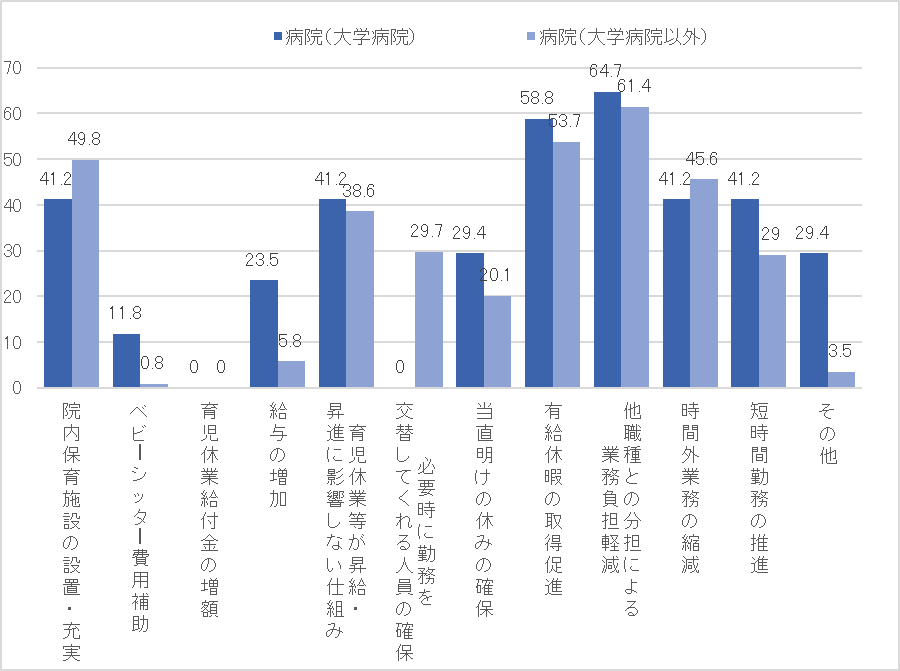 病院(大学病院)
病院(大学病院以外)
70
60
50
40
30
20
10
0
41.2
49.8
11.8
0.8
0
0
23.5
5.8
41.2
38.6
0
29.7
29.4
20.1
58.8
53.7
64.7
61.4
41.2
45.6
41.2
29
29.4
3.5
院内保育施設の設置・充実
ベビーシッター費用補助
育児休業給付金の増額
給与の増加
育児休業等が昇給・
昇進に影響しない仕組み
必要時に勤務を
交替してくれる人員の確保
当直明けの休みの確保
有給休暇の取得促進
他職種との分担による
業務負担軽減
時間外業務の縮減
短時間勤務の推進
その他